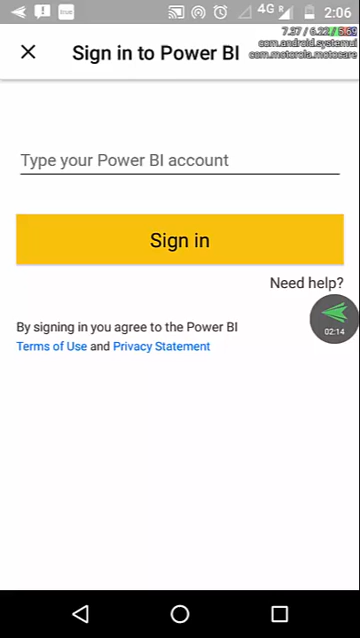 4G R 2:06
7.37 / 6.22 / 5.69
com.android.systemui
com.motorola.motocare
Sign in to Power BI
Type your Power BI account
Sign in
Need help?
02:14
By signing in you agree to the Power BI
Terms of Use and Privacy Statement